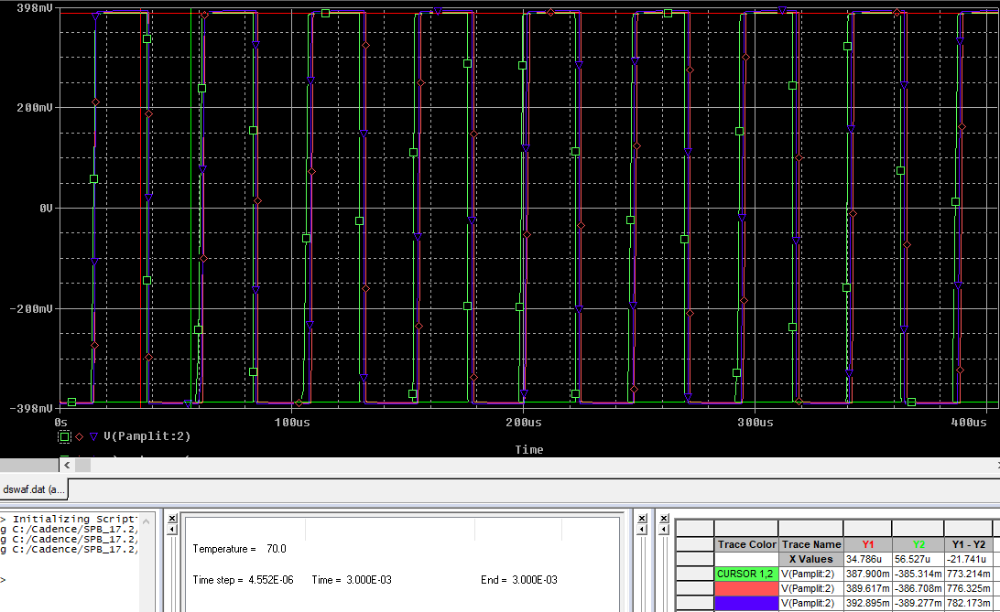 398mV
200mV
0V
-200mV
-398mV
0s 100us 200us 300us 400us
V(Pamplit:2)
Time
dswaf.dat (a...
> Initializing Scripti
g C:/Cadence/SPB_17.2/
g C:/Cadence/SPB_17.2/
g C:/Cadence/SPB_17.2/
>
Temperature = 70.0
Time step = 4.552E-06 Time = 3.000E-03 End = 3.000E-03
Trace Color Trace Name Y1 Y2 Y1 - Y2
X Values 34.786u 56.527u -21.741u
CURSOR 1,2 V(Pamplit:2) 387.900m -385.314m 773.214m
V(Pamplit:2) 389.617m -386.708m 776.325m
V(Pamplit:2) 392.895m -389.277m 782.173m